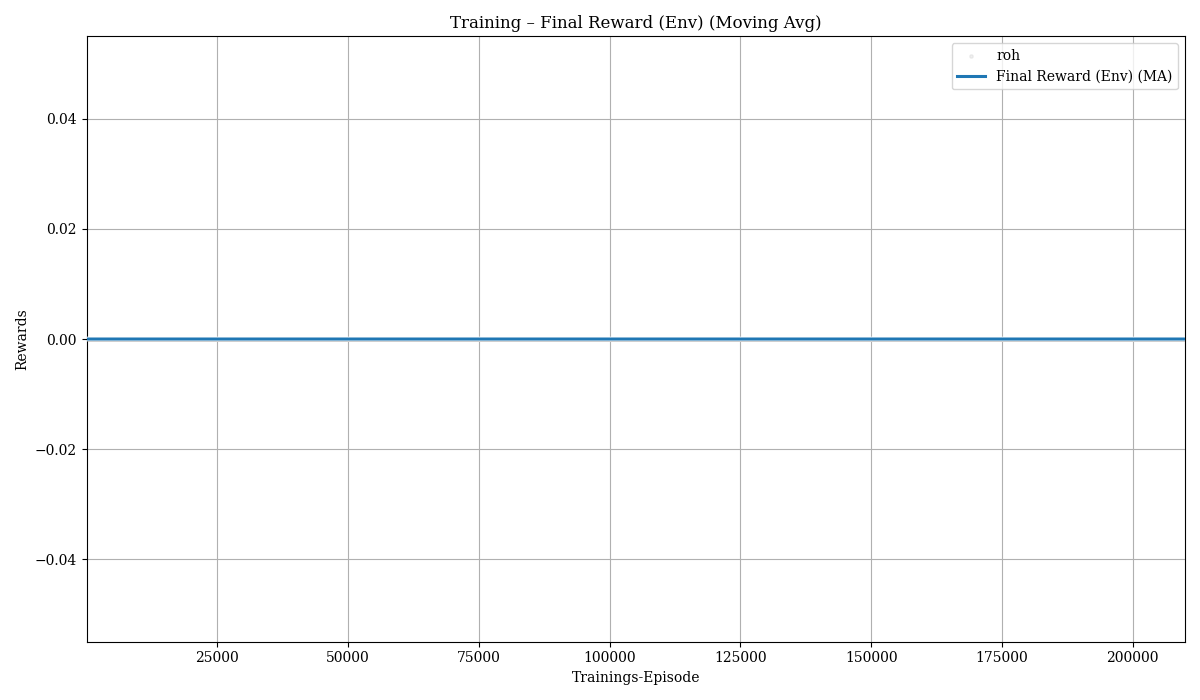 Training – Final Reward (Env) (Moving Avg)
roh
Final Reward (Env) (MA)
0.04
0.02
0.00
−0.02
−0.04
Rewards
25000 50000 75000 100000 125000 150000 175000 200000
Trainings-Episode